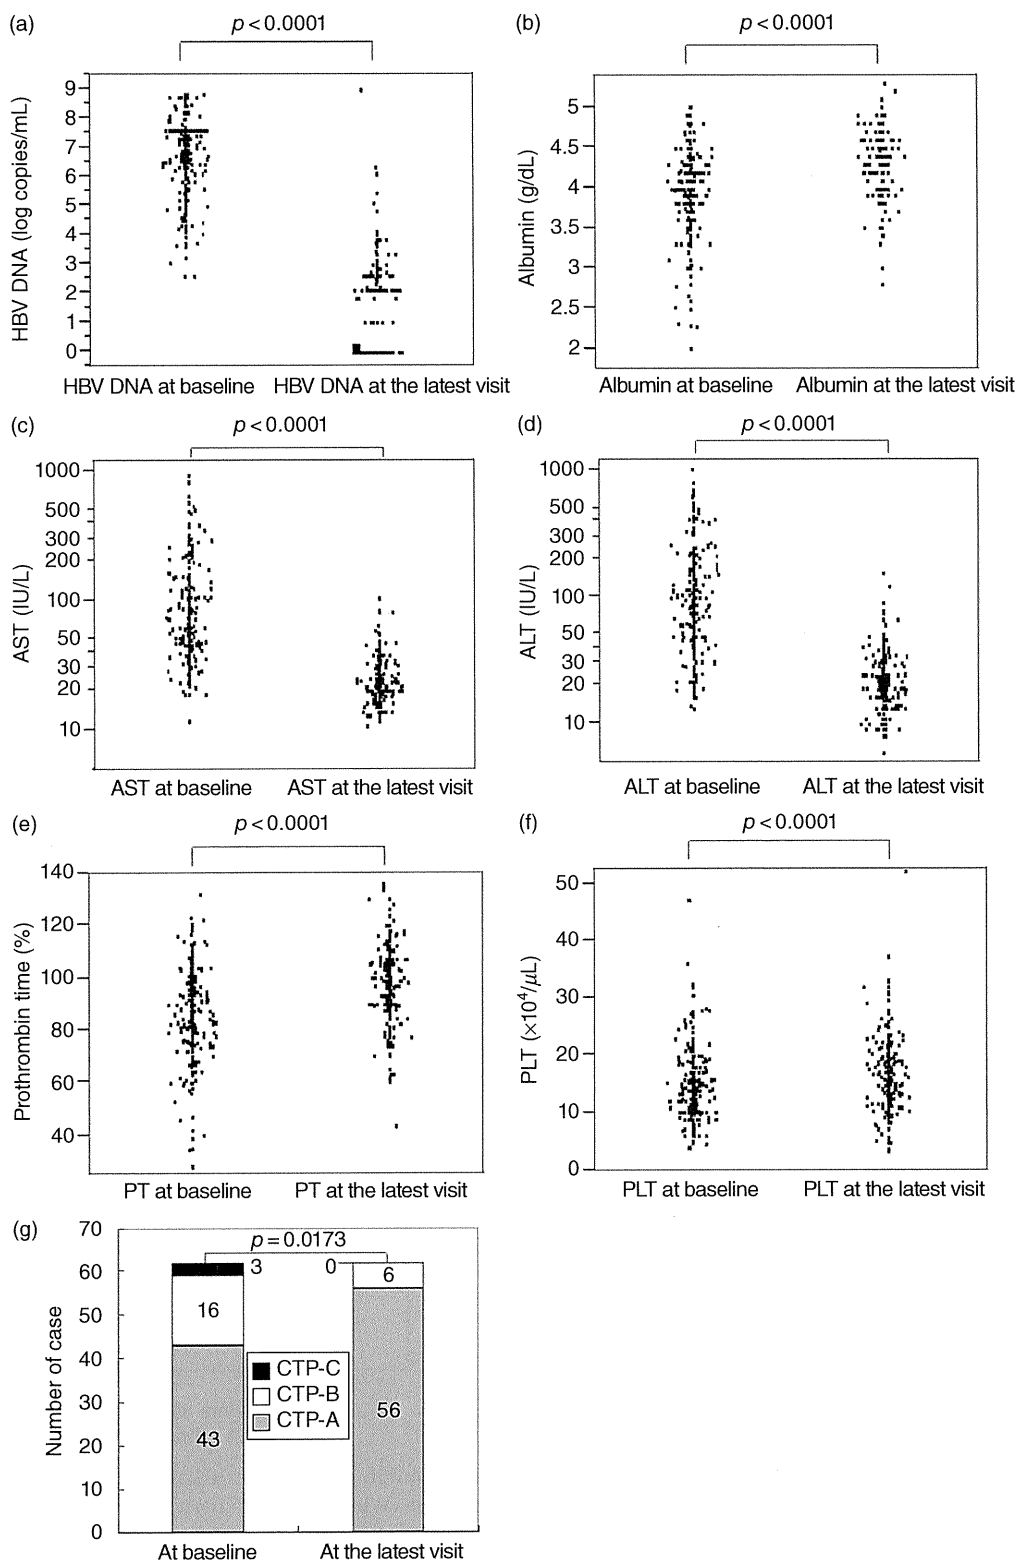 (a)
p < 0.0001
HBV DNA (log copies/mL)
9
8
7
6
5
4
3
2
1
0
HBV DNA at baseline
HBV DNA at the latest visit
(b)
p < 0.0001
Albumin (g/dL)
5
4.5
4
3.5
3
2.5
2
Albumin at baseline
Albumin at the latest visit
(c)
p < 0.0001
AST (IU/L)
1000
500
300
200
100
50
30
20
10
AST at baseline
AST at the latest visit
(d)
p < 0.0001
ALT (IU/L)
1000
500
300
200
100
50
30
20
10
ALT at baseline
ALT at the latest visit
(e)
p < 0.0001
Prothrombin time (%)
140
120
100
80
60
40
PT at baseline
PT at the latest visit
(f)
p < 0.0001
PLT (×10⁴/μL)
50
40
30
20
10
0
PLT at baseline
PLT at the latest visit
(g)
p = 0.0173
Number of case
70
60
50
40
30
20
10
0
3
16
43
0
6
56
CTP-C
CTP-B
CTP-A
At baseline
At the latest visit